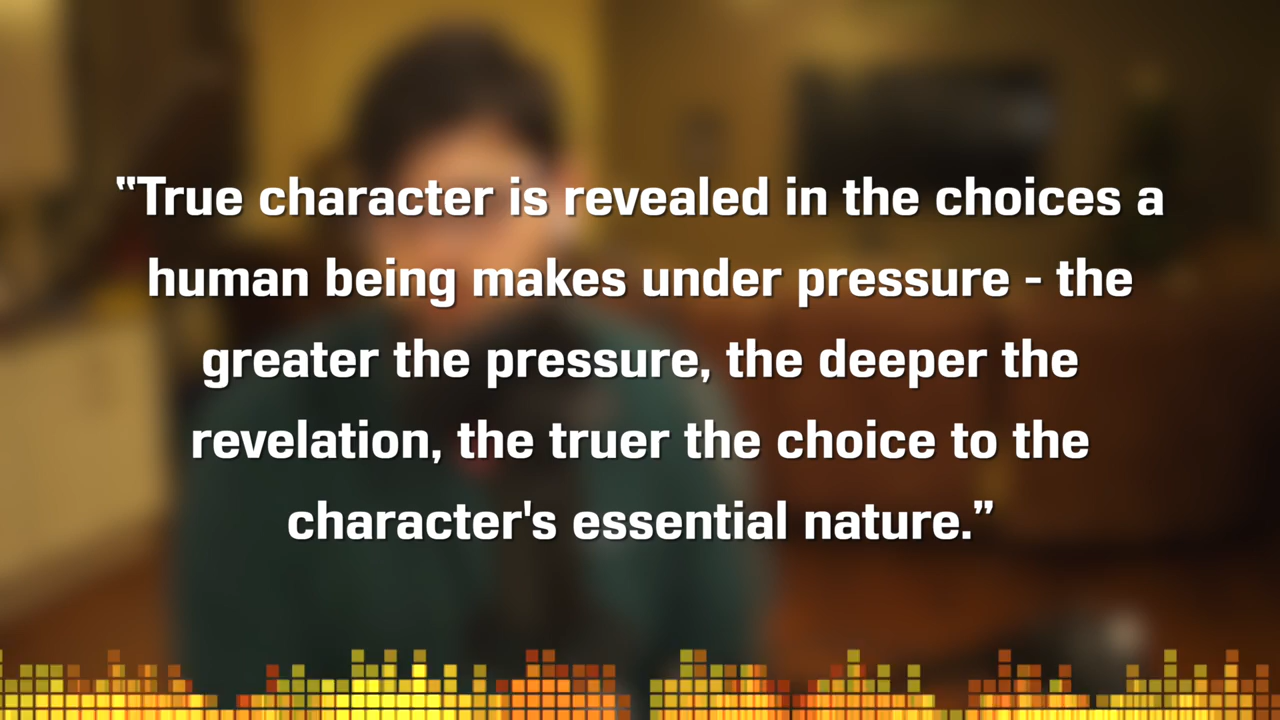 “True character is revealed in the choices a
human being makes under pressure - the
greater the pressure, the deeper the
revelation, the truer the choice to the
character's essential nature.”